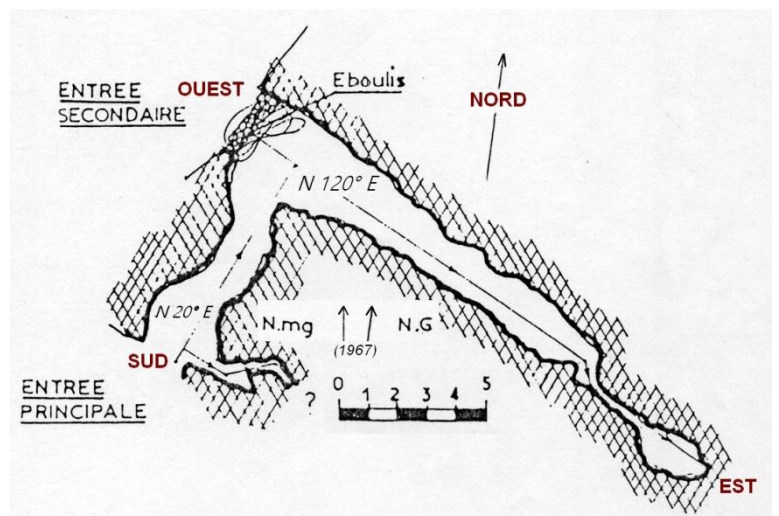 OUEST
Eboulis
ENTREE
SECONDAIRE
NORD
N 120° E
N 20° E
N.mg
N.G
(1967)
SUD
ENTREE
PRINCIPALE
?
0 1 2 3 4 5
EST